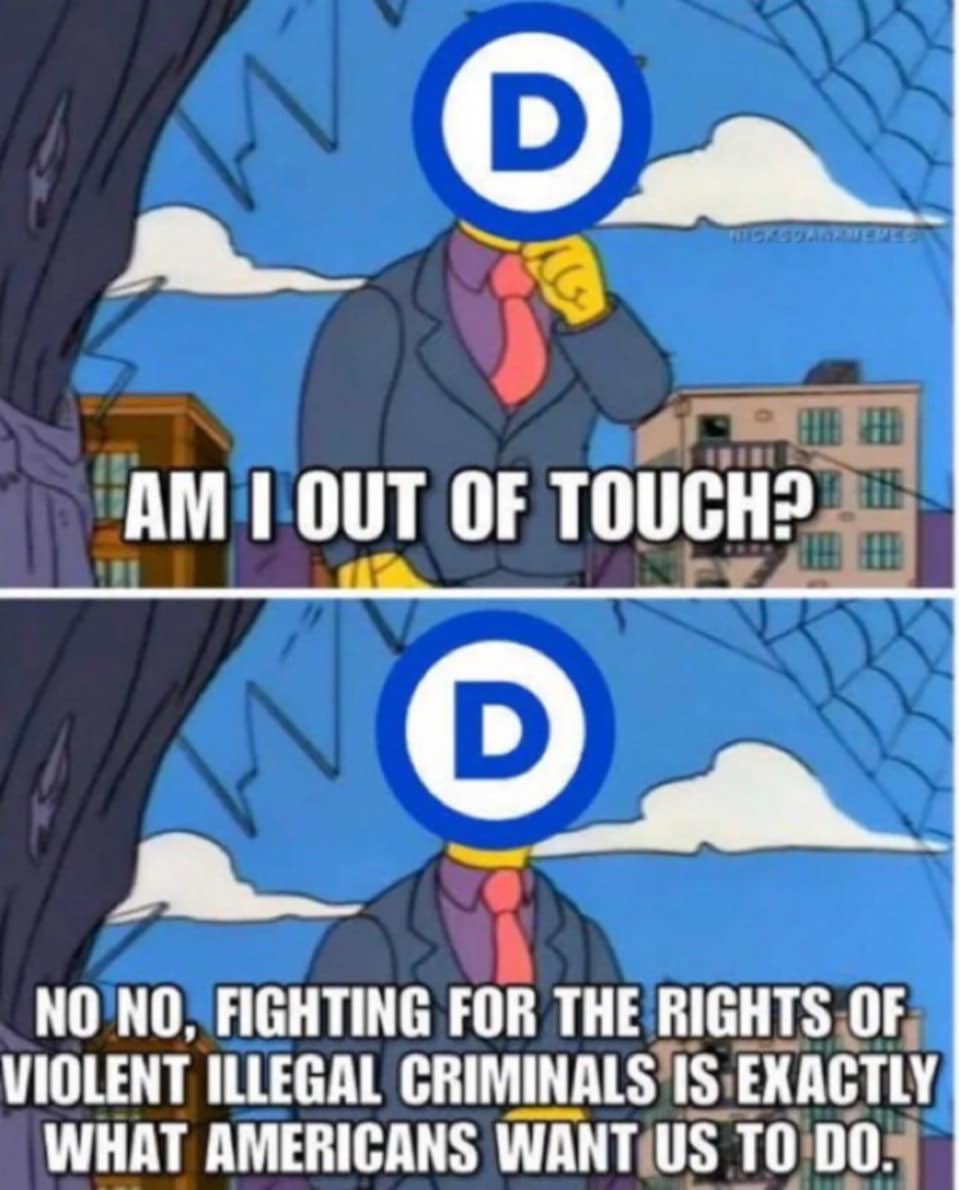 D
NICKSDANKMEMES
AM I OUT OF TOUCH?
D
NO NO, FIGHTING FOR THE RIGHTS OF
VIOLENT ILLEGAL CRIMINALS IS EXACTLY
WHAT AMERICANS WANT US TO DO.